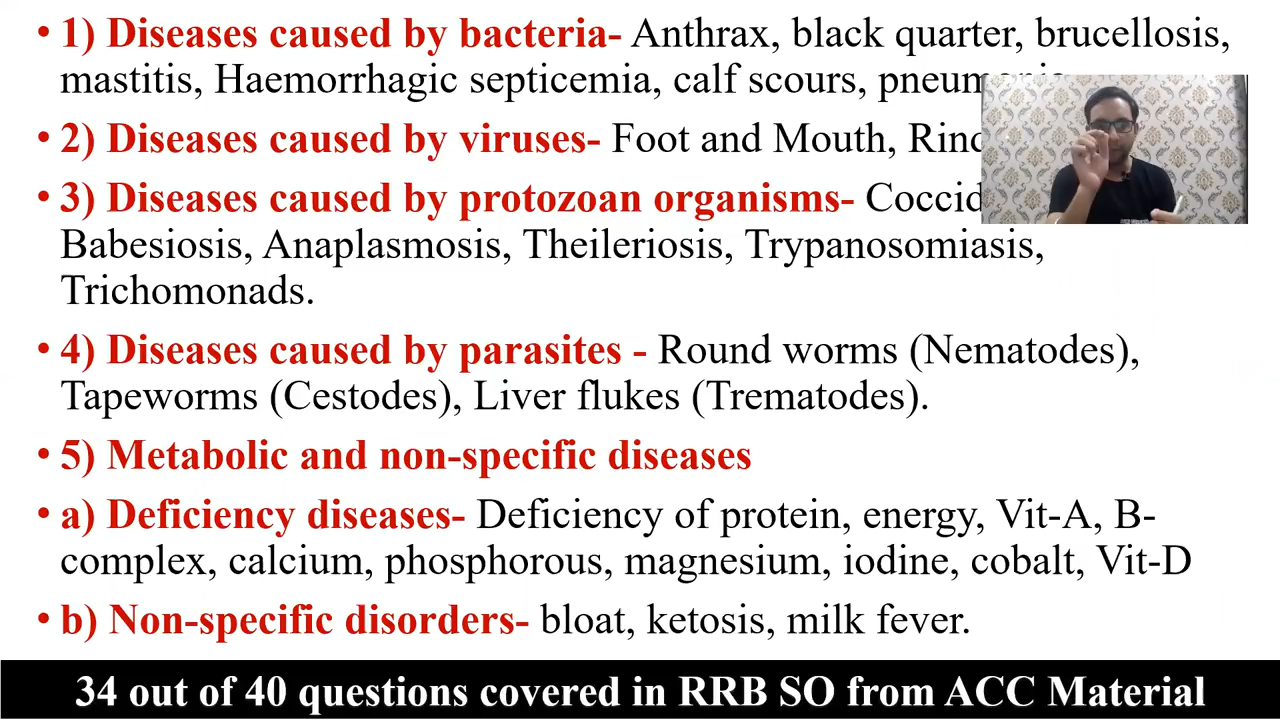 • 1) Diseases caused by bacteria- Anthrax, black quarter, brucellosis,
mastitis, Haemorrhagic septicemia, calf scours,
• 2) Diseases caused by viruses- Foot and Mouth,
• 3) Diseases caused by protozoan organisms-
Babesiosis, Anaplasmosis, Theileriosis, Trypanosomiasis,
Trichomonads.
• 4) Diseases caused by parasites - Round worms (Nematodes),
Tapeworms (Cestodes), Liver flukes (Trematodes).
• 5) Metabolic and non-specific diseases
• a) Deficiency diseases- Deficiency of protein, energy, Vit-A, B-
complex, calcium, phosphorous, magnesium, iodine, cobalt, Vit-D
• b) Non-specific disorders- bloat, ketosis, milk fever.
34 out of 40 questions covered in RRB SO from ACC Material